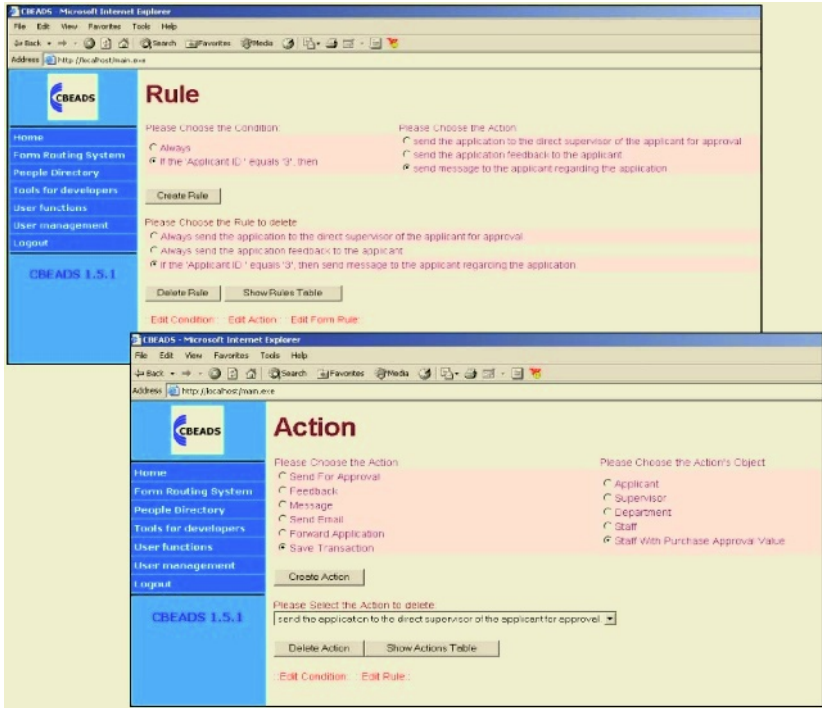 CBEADS - Microsoft Internet Explorer
File Edit View Favorites Tools Help
Back Search Favorites Media
Address http://localhost/main.exe
CBEADS
Rule
Home
Form Routing System
People Directory
Tools for developers
User functions
User management
Logout
CBEADS 1.5.1
Please Choose the Condition:
Always
If the 'Applicant ID ' equals '3', then
Please Choose the Action
send the application to the direct supervisor of the applicant for approval
send the application feedback to the applicant
send message to the applicant regarding the application
Create Rule
Please Choose the Rule to delete
Always send the application to the direct supervisor of the applicant for approval
Always send the application feedback to the applicant
If the 'Applicant ID ' equals '3', then send message to the applicant regarding the application
Delete Rule Show Rules Table
::Edit Condition:: ::Edit Action:: ::Edit Form Rule::
CBEADS - Microsoft Internet Explorer
File Edit View Favorites Tools Help
Back Search Favorites Media
Address http://localhost/main.exe
CBEADS
Action
Home
Form Routing System
People Directory
Tools for developers
User functions
User management
Logout
CBEADS 1.5.1
Please Choose the Action
Send For Approval
Feedback
Message
Send Email
Forward Application
Save Transaction
Please Choose the Action's Object
Applicant
Supervisor
Department
Staff
Staff With Purchase Approval Value
Create Action
Please Select the Action to delete
send the application to the direct supervisor of the applicant for approval
Delete Action Show Actions Table
::Edit Condition:: ::Edit Rule::